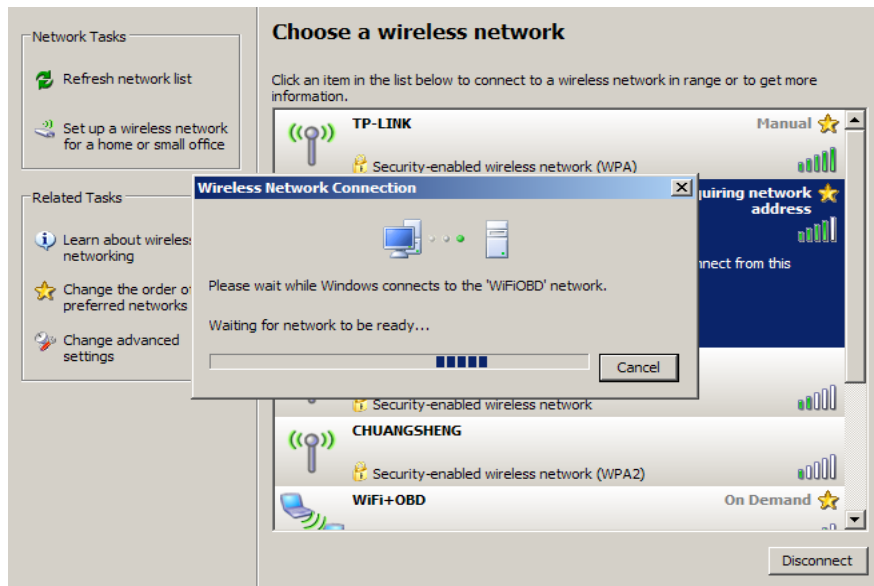 Network Tasks
Refresh network list
Set up a wireless network
for a home or small office
Related Tasks
Learn about wireles
networking
Change the order o
preferred networks
Change advanced
settings
Choose a wireless network
Click an item in the list below to connect to a wireless network in range or to get more
information.
TP-LINK
Manual
Security-enabled wireless network (WPA)
quiring network
address
nnect from this
Wireless Network Connection
Please wait while Windows connects to the 'WiFiOBD' network.
Waiting for network to be ready...
Cancel
Security-enabled wireless network
CHUANGSHENG
Security-enabled wireless network (WPA2)
WiFi+OBD
On Demand
Disconnect